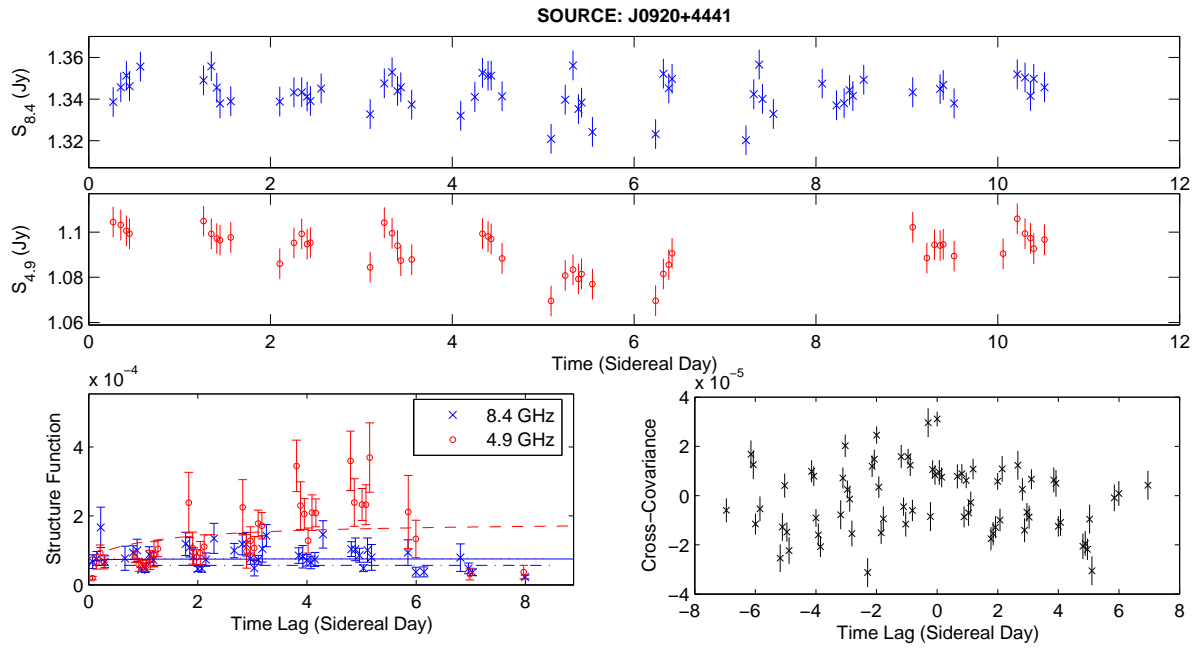 SOURCE: J0920+4441
S8.4 (Jy)
1.36
1.34
1.32
0 2 4 6 8 10 12
S4.9 (Jy)
1.1
1.08
1.06
0 2 4 6 8 10 12
Time (Sidereal Day)
x 10−4
Structure Function
4
2
0
0 2 4 6 8
Time Lag (Sidereal Day)
8.4 GHz
4.9 GHz
x 10−5
Cross−Covariance
4
2
0
−2
−4
−8 −6 −4 −2 0 2 4 6 8
Time Lag (Sidereal Day)